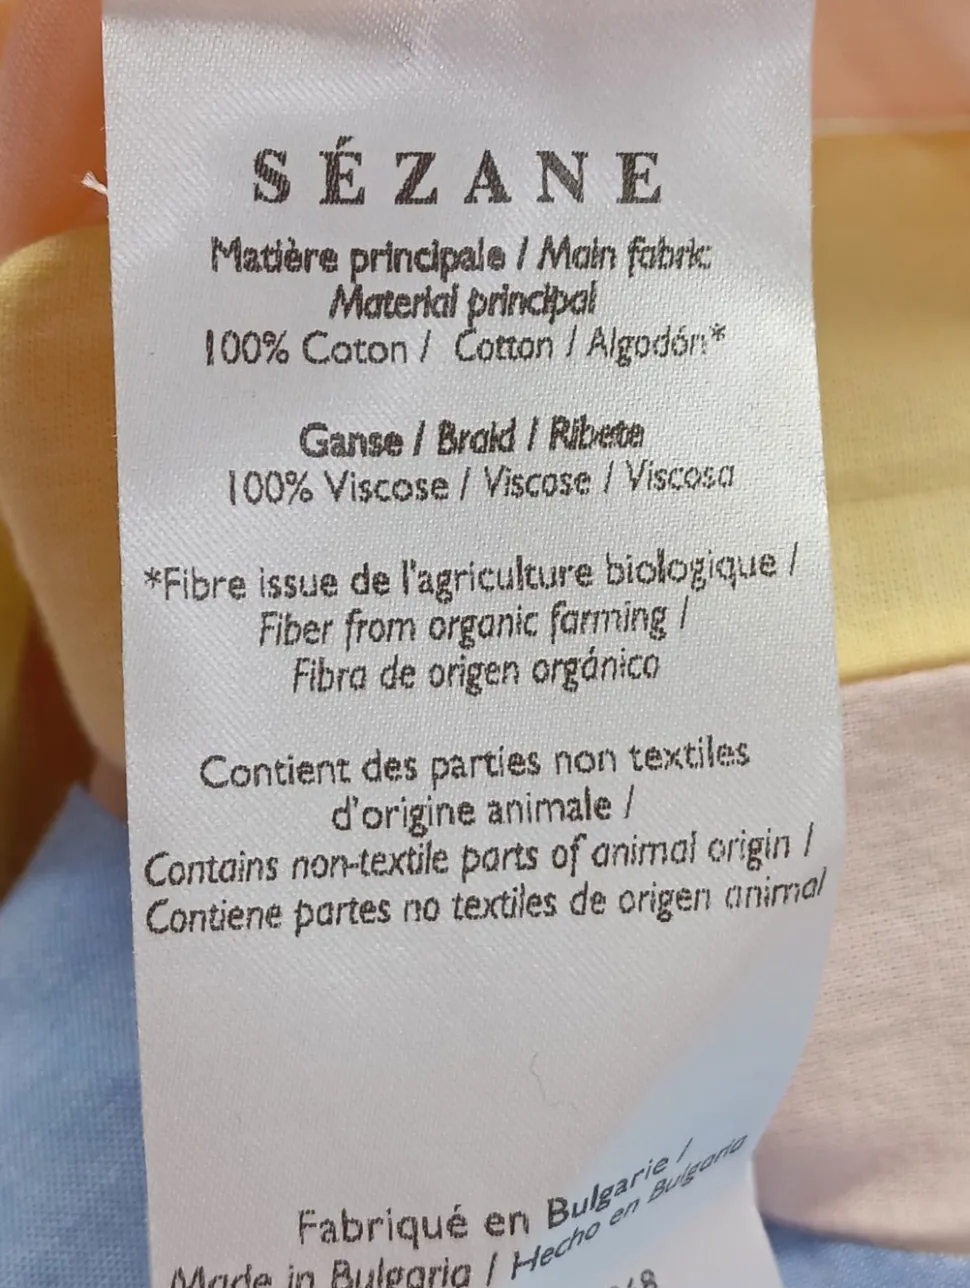 SÉZANE
Matière principale / Main fabric:
Material principal
100% Coton / Cotton / Algodón*
Ganse / Braid / Ribete
100% Viscose / Viscose / Viscosa
*Fibre issue de l'agriculture biologique /
Fiber from organic farming /
Fibra de origen orgánico
Contient des parties non textiles
d'origine animale /
Contains non-textile parts of animal origin /
Contiene partes no textiles de origen animal
Fabriqué en Bulgarie /
Made in Bulgaria / Hecho en Bulgaria